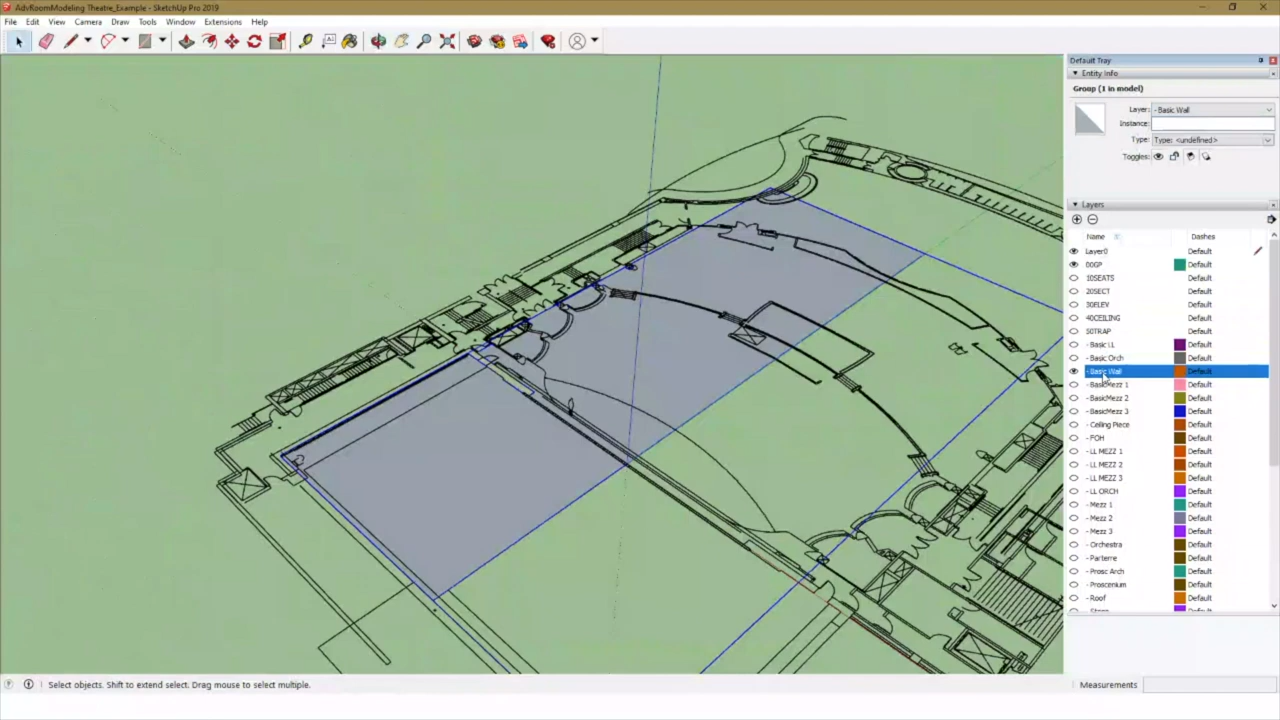 AdvRoomModeling Theatre_Example - SketchUp Pro 2019
File Edit View Camera Draw Tools Window Extensions Help
Default Tray
Entity Info
Group (1 in model)
Layer: - Basic Wall
Instance:
Type: Type: <undefined>
Toggles:
Layers
Name Dashes
Layer0 Default
00GP Default
10SEATS Default
20SECT Default
30ELEV Default
40CEILING Default
50TRAP Default
- Basic LL Default
- Basic Orch Default
- Basic Wall Default
- BasicMezz 1 Default
- BasicMezz 2 Default
- BasicMezz 3 Default
- Ceiling Piece Default
- FOH Default
- LL MEZZ 1 Default
- LL MEZZ 2 Default
- LL MEZZ 3 Default
- LL ORCH Default
- Mezz 1 Default
- Mezz 2 Default
- Mezz 3 Default
- Orchestra Default
- Parterre Default
- Prosc Arch Default
- Proscenium Default
- Roof Default
Select objects. Shift to extend select. Drag mouse to select multiple.
Measurements